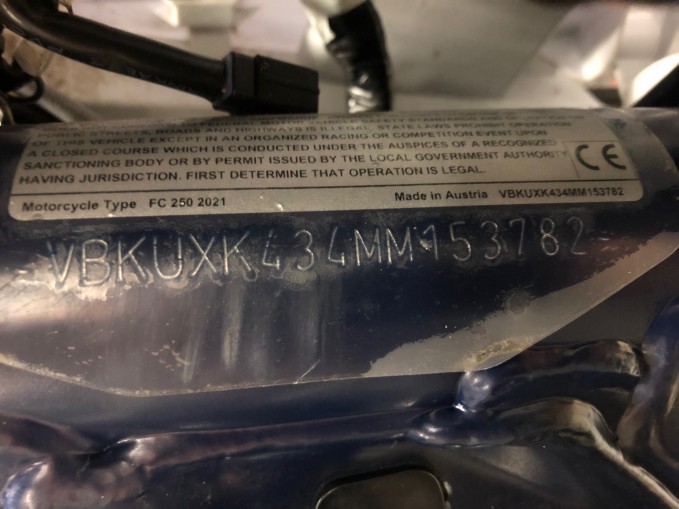 PUBLIC STREETS, ROADS AND HIGHWAYS IS ILLEGAL. STATE LAWS PROHIBIT OPERATION
OF THIS VEHICLE EXCEPT IN AN ORGANIZED RACING OR COMPETITION EVENT UPON
A CLOSED COURSE WHICH IS CONDUCTED UNDER THE AUSPICES OF A RECOGNIZED
SANCTIONING BODY OR BY PERMIT ISSUED BY THE LOCAL GOVERNMENT AUTHORITY
HAVING JURISDICTION. FIRST DETERMINE THAT OPERATION IS LEGAL.
CE
Motorcycle Type FC 250 2021 Made in Austria VBKUXK434MM153782
VBKUXK434MM153782